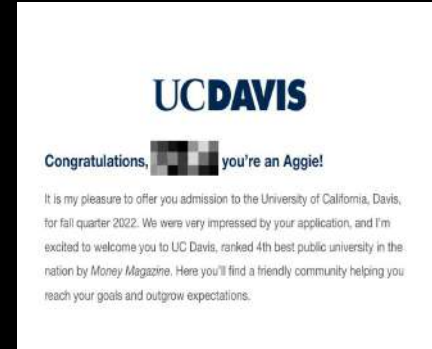 UCDAVIS
Congratulations, you're an Aggie!
It is my pleasure to offer you admission to the University of California, Davis,
for fall quarter 2022. We were very impressed by your application, and I'm
excited to welcome you to UC Davis, ranked 4th best public university in the
nation by Money Magazine. Here you'll find a friendly community helping you
reach your goals and outgrow expectations.